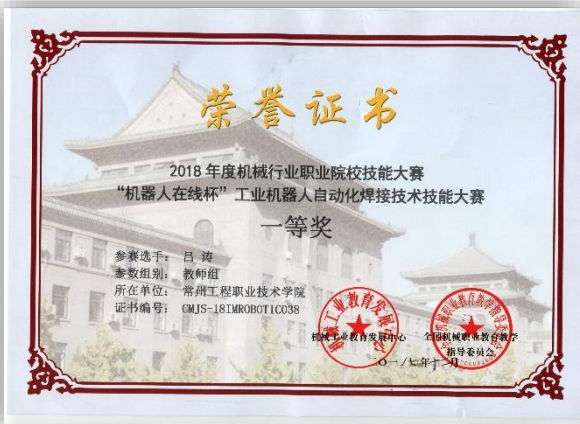 荣誉证书
2018 年度机械行业职业院校技能大赛
“机器人在线杯”工业机器人自动化焊接技术技能大赛
一等奖
参赛选手: 吕 涛
参数组别: 教师组
所在单位: 常州工程职业技术学院
证书编号: CMJS-18IMROBOTIC038
机械工业教育发展中心
全国机械职业教育教学
指导委员会
二〇一八年十二月